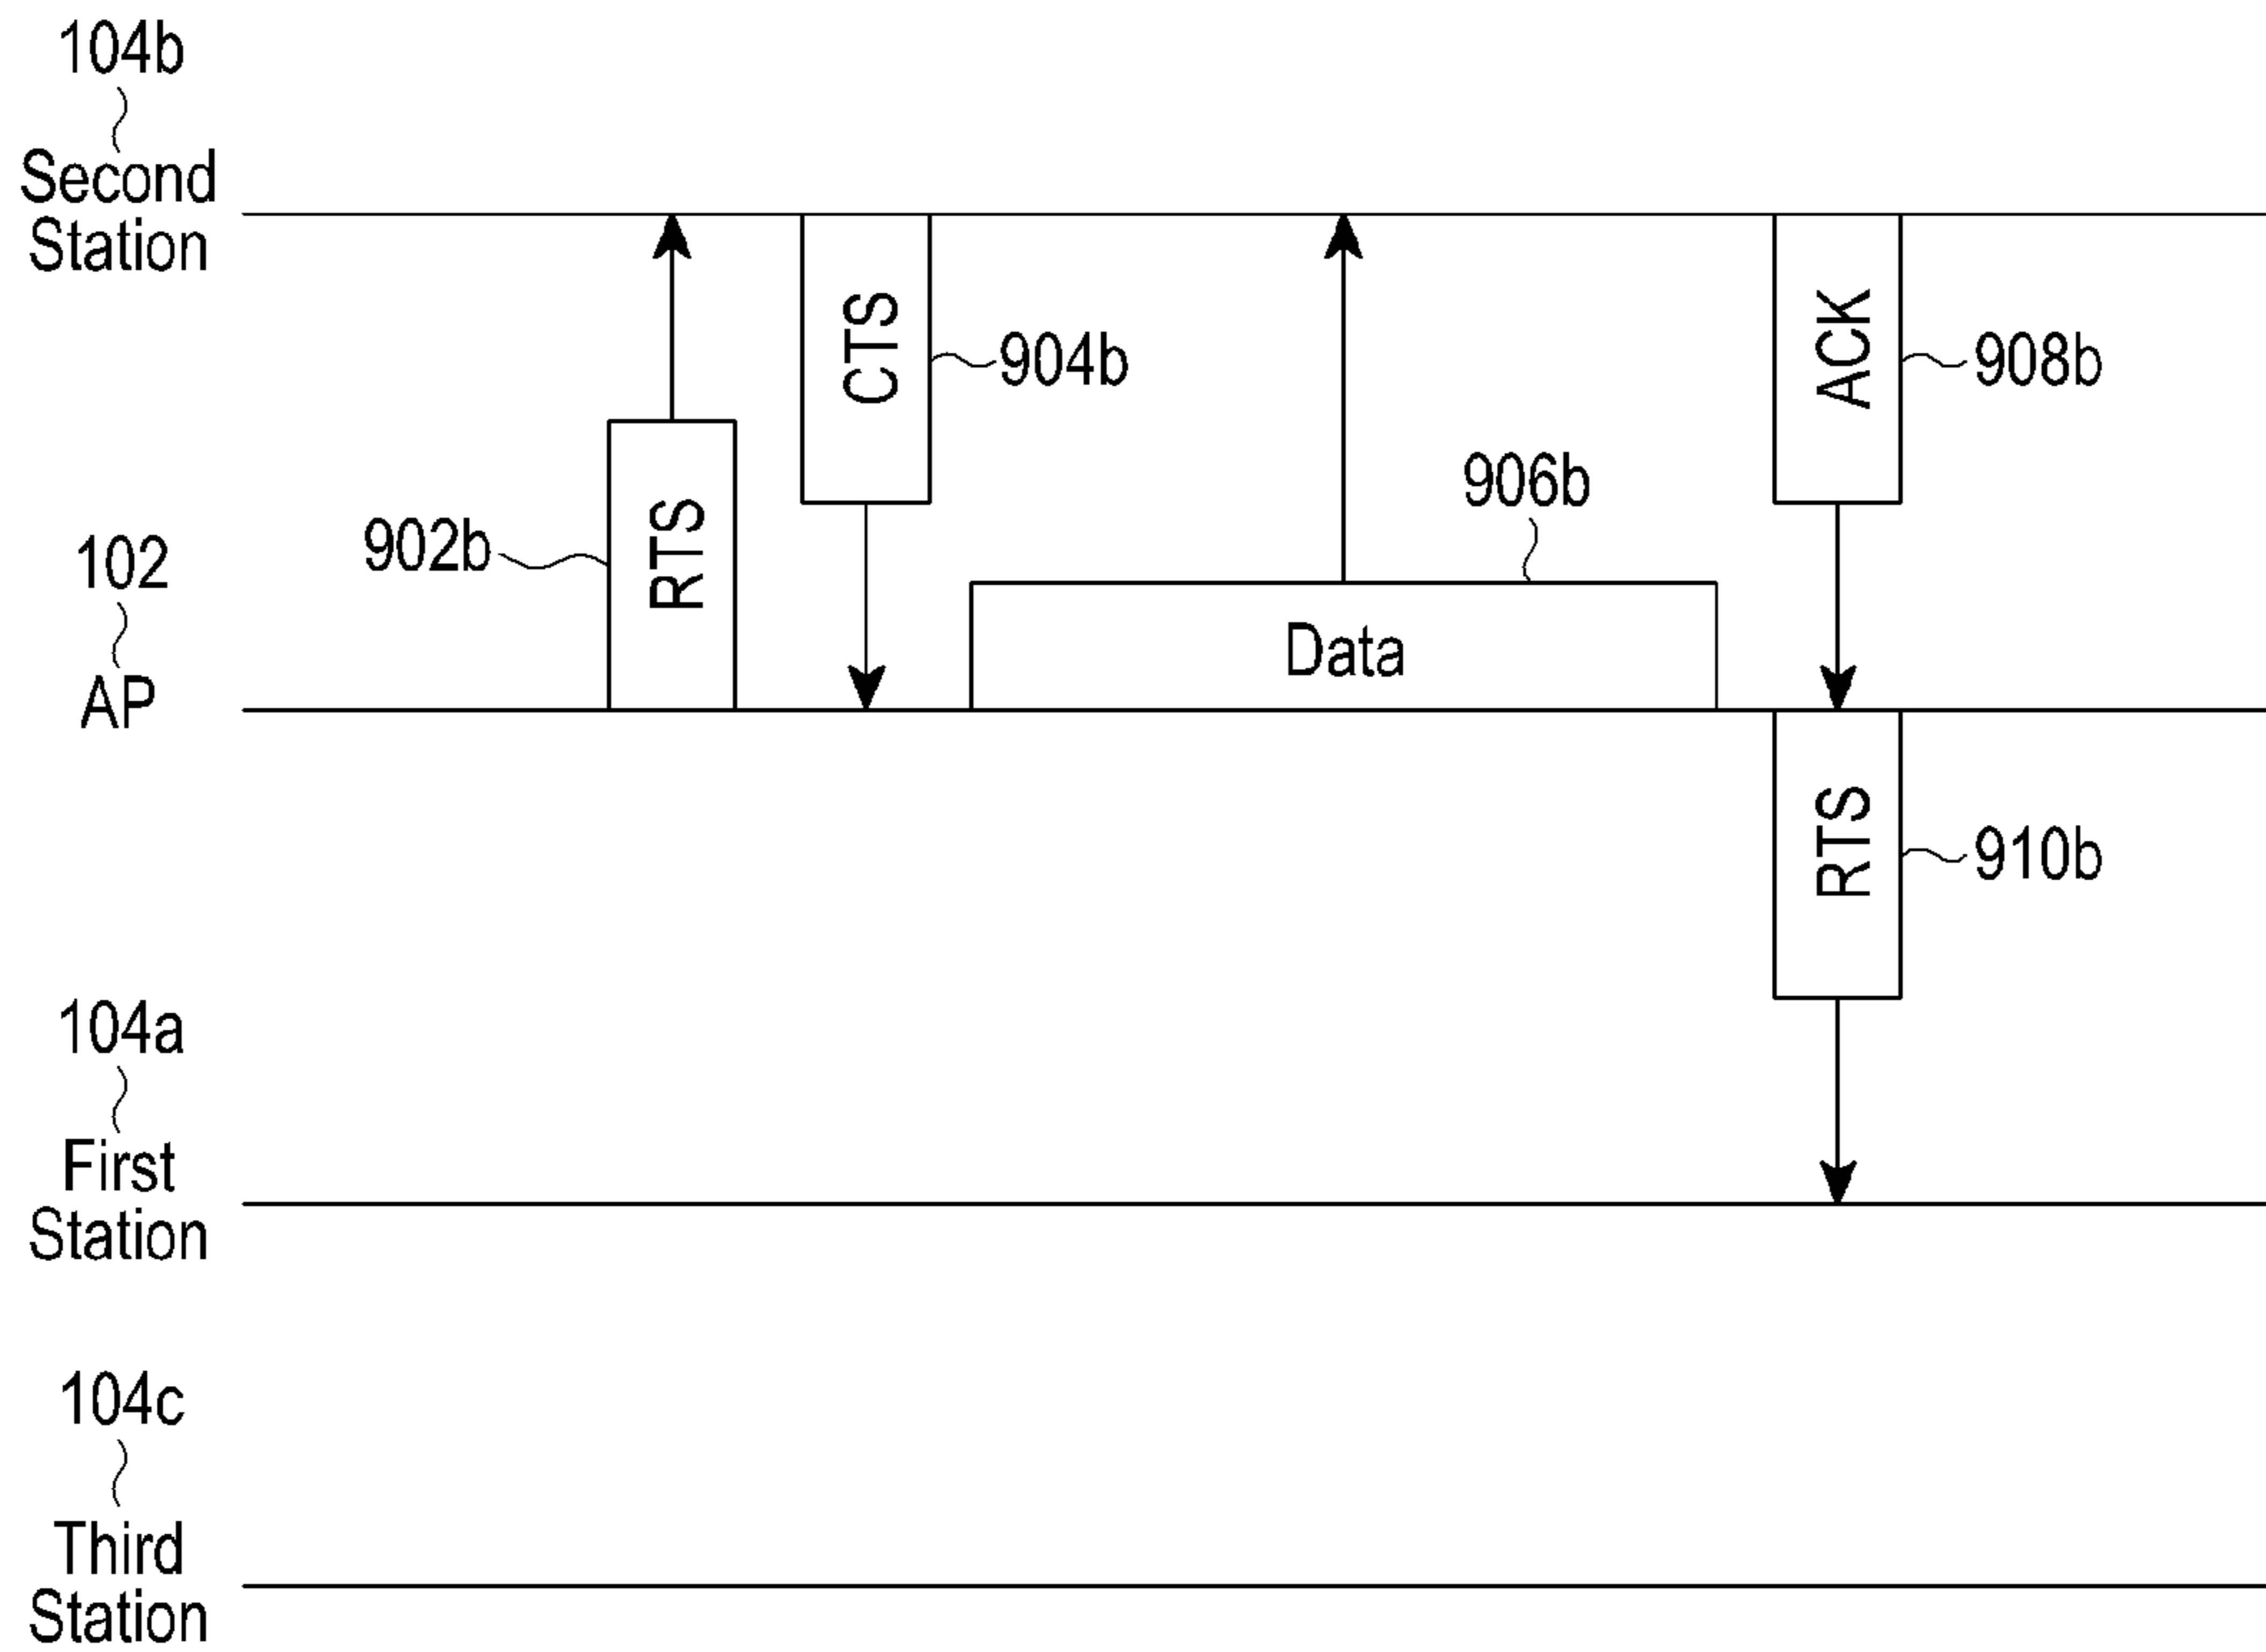 104b
Second
Station
CTS
904b
ACK
908b
906b
902b
RTS
102
AP
Data
RTS
910b
104a
First
Station
104c
Third
Station